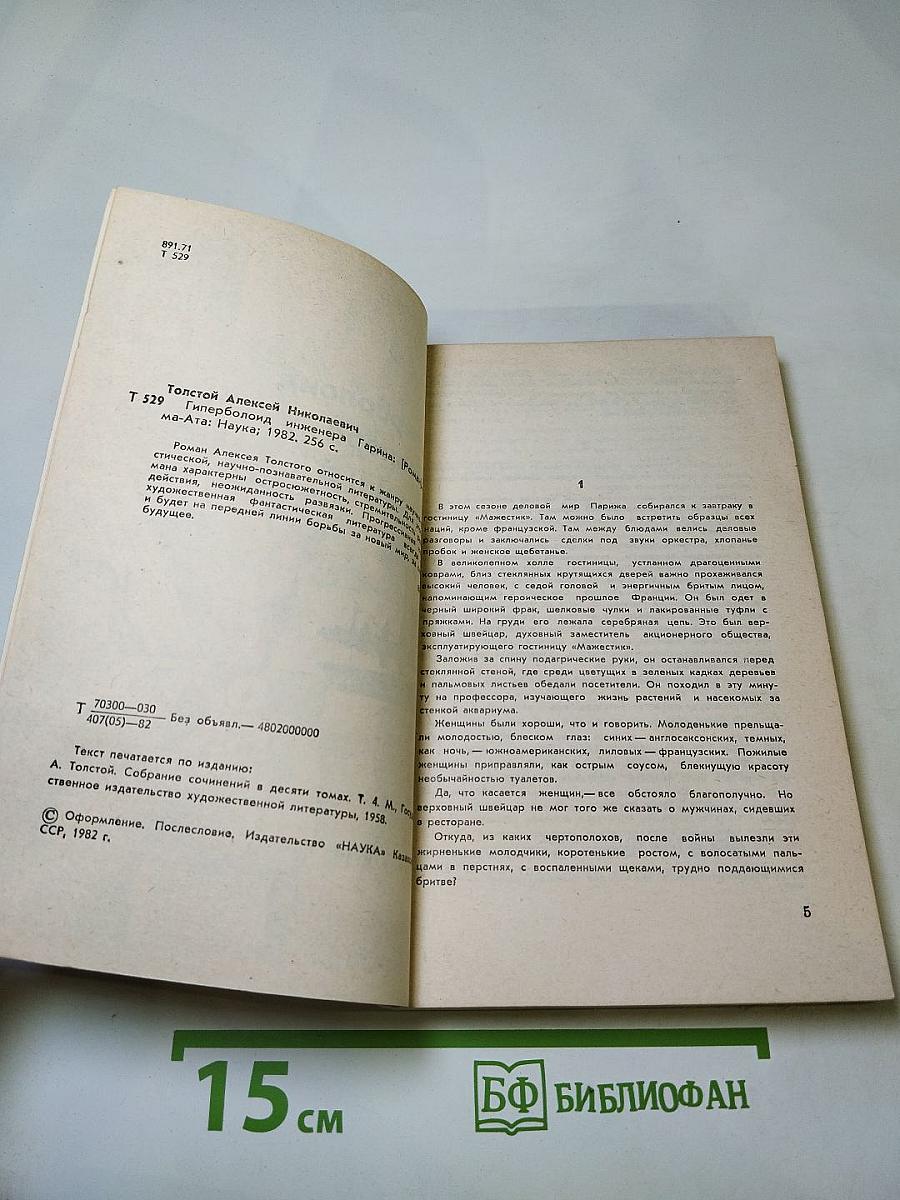 891.71
Т 529
Толстой Алексей Николаевич
Т 529 Гиперболоид инженера Гарина: [Роман].
ма-Ата: Наука; 1982. 256 с.
Роман Алексея Толстого относится к жанру
стической, научно-познавательной литературы.
мана характерны остросюжетность, стремительность
действия, неожиданность развязки. Прогрессивная
художественная фантастическая литература всегда
и будет на передней линии борьбы за новый мир, за
будущее.
Т 70300—030
407(05)—82 Без объявл.— 4802000000
Текст печатается по изданию:
А. Толстой. Собрание сочинений в десяти томах. Т. 4. М., Госу
ственное издательство художественной литературы, 1958.
© Оформление. Послесловие. Издательство «НАУКА» Казах
ССР, 1982 г.
1
В этом сезоне деловой мир Парижа собирался к завтраку в
гостиницу «Мажестик». Там можно было встретить образцы всех
наций, кроме французской. Там между блюдами велись деловые
разговоры и заключались сделки под звуки оркестра, хлопанье
пробок и женское щебетанье.
В великолепном холле гостиницы, устланном драгоценными
коврами, близ стеклянных крутящихся дверей важно прохаживался
высокий человек, с седой головой и энергичным бритым лицом,
напоминающим героическое прошлое Франции. Он был одет в
черный широкий фрак, шелковые чулки и лакированные туфли с
пряжками. На груди его лежала серебряная цепь. Это был вер-
ховный швейцар, духовный заместитель акционерного общества,
эксплуатирующего гостиницу «Мажестик».
Заложив за спину подагрические руки, он останавливался перед
стеклянной стеной, где среди цветущих в зеленых кадках деревьев
и пальмовых листьев обедали посетители. Он походил в эту мину-
ту на профессора, изучающего жизнь растений и насекомых за
стенкой аквариума.
Женщины были хороши, что и говорить. Молоденькие прельща-
ли молодостью, блеском глаз: синих — англосаксонских, темных,
как ночь, — южноамериканских, лиловых — французских. Пожилые
женщины приправляли, как острым соусом, блекнущую красоту
необычайностью туалетов.
Да, что касается женщин,— все обстояло благополучно. Но
верховный швейцар не мог того же сказать о мужчинах, сидевших
в ресторане.
Откуда, из каких чертополохов, после войны вылезли эти
жирненькие молодчики, коротенькие ростом, с волосатыми паль-
цами в перстнях, с воспаленными щеками, трудно поддающимися
бритве?
5
15 см
БФ БИБЛИОФАН